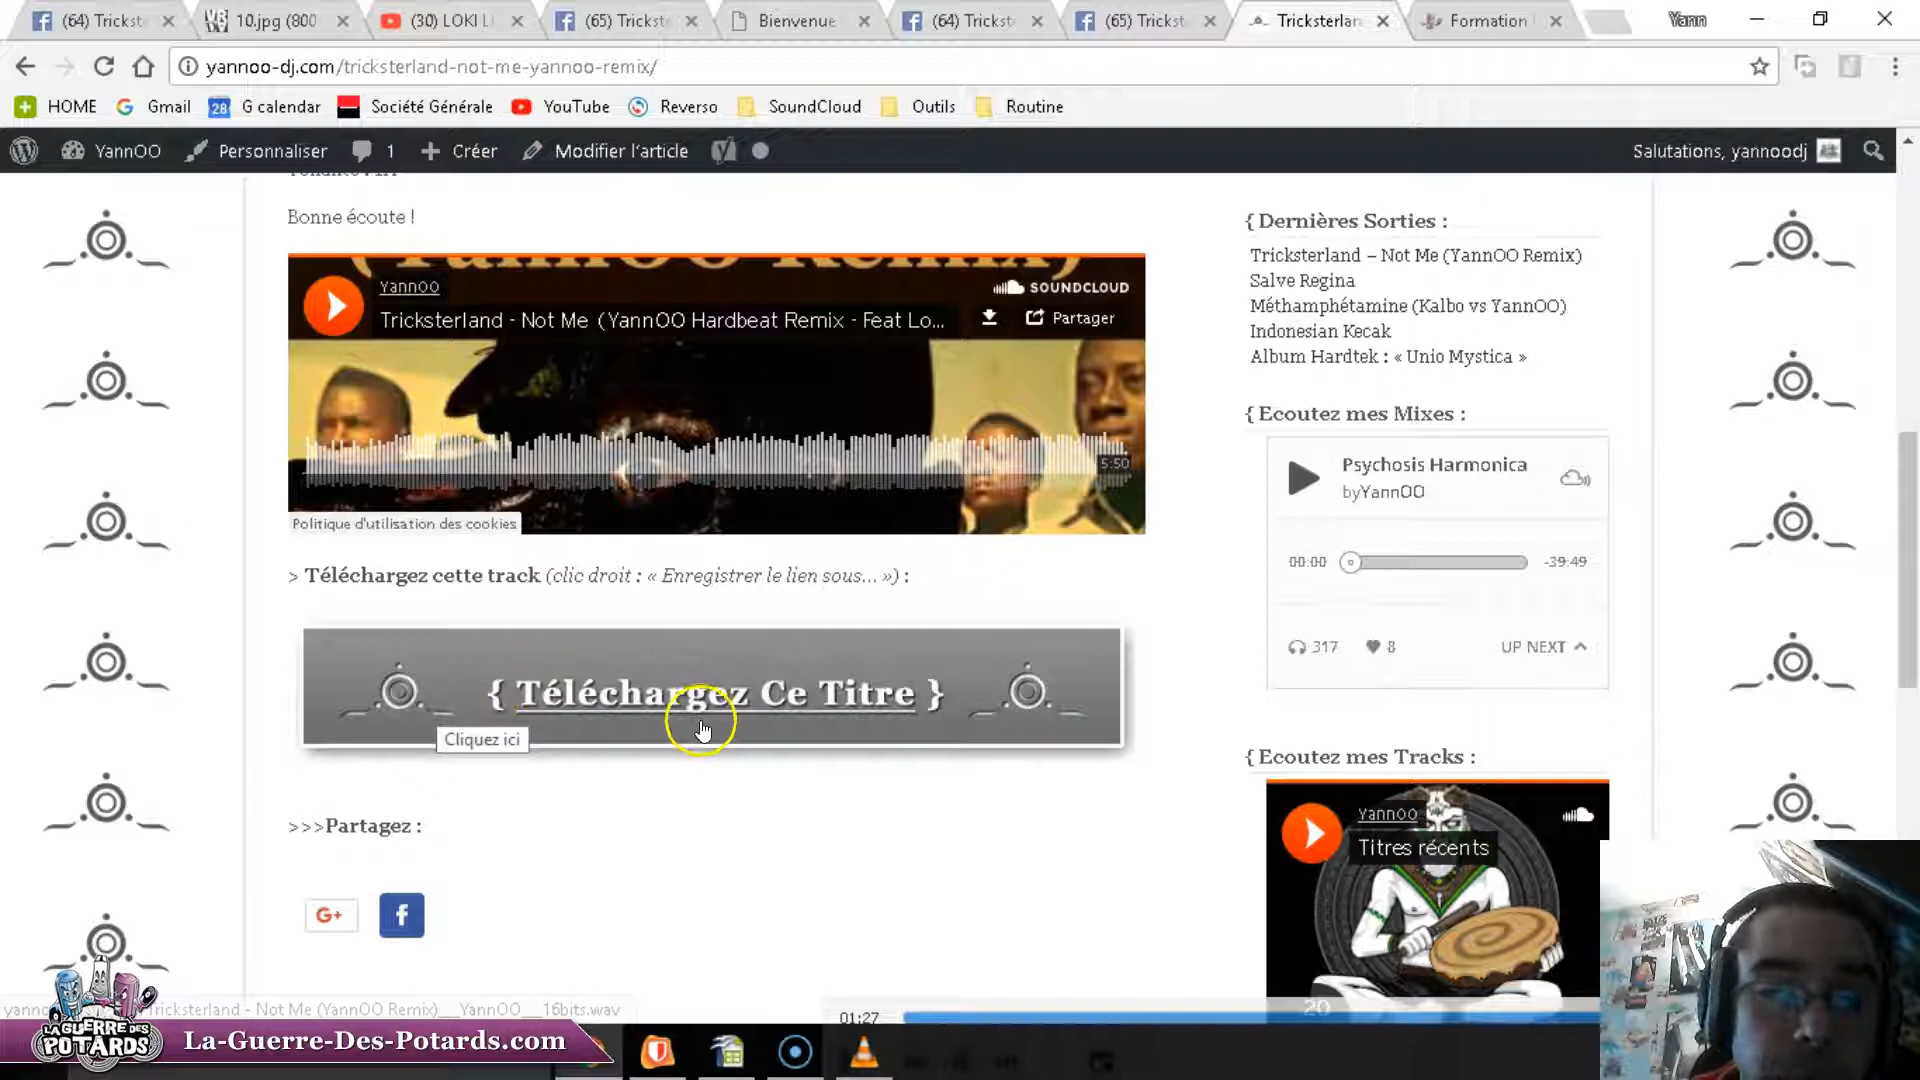 (64) Trickst
10.jpg (800
(30) LOKI L
(65) Trickst
Bienvenue
(64) Trickst
(65) Trickst
Tricksterlan
Formation
Yann
yannoo-dj.com/tricksterland-not-me-yannoo-remix/
HOME
Gmail
28
G calendar
Société Générale
YouTube
Reverso
SoundCloud
Outils
Routine
YannOO
Personnaliser
1
Créer
Modifier l'article
Salutations, yannoodj
Bonne écoute !
(YannOO Remix)
YannOO
SOUNDCLOUD
Tricksterland - Not Me (YannOO Hardbeat Remix - Feat Lo...
Partager
5:50
Politique d'utilisation des cookies
> Téléchargez cette track (clic droit : « Enregistrer le lien sous... ») :
{ Téléchargez Ce Titre }
Cliquez ici
>>>Partagez :
G+
f
{ Dernières Sorties :
Tricksterland – Not Me (YannOO Remix)
Salve Regina
Méthamphétamine (Kalbo vs YannOO)
Indonesian Kecak
Album Hardtek : « Unio Mystica »
{ Ecoutez mes Mixes :
Psychosis Harmonica
byYannOO
00:00
-39:49
317
8
UP NEXT
{ Ecoutez mes Tracks :
YannOO
Titres récents
20
Tricksterland - Not Me (YannOO Remix)__YannOO__16bits.wav
01:27
LA GUERRE DES
POTARDS
La-Guerre-Des-Potards.com